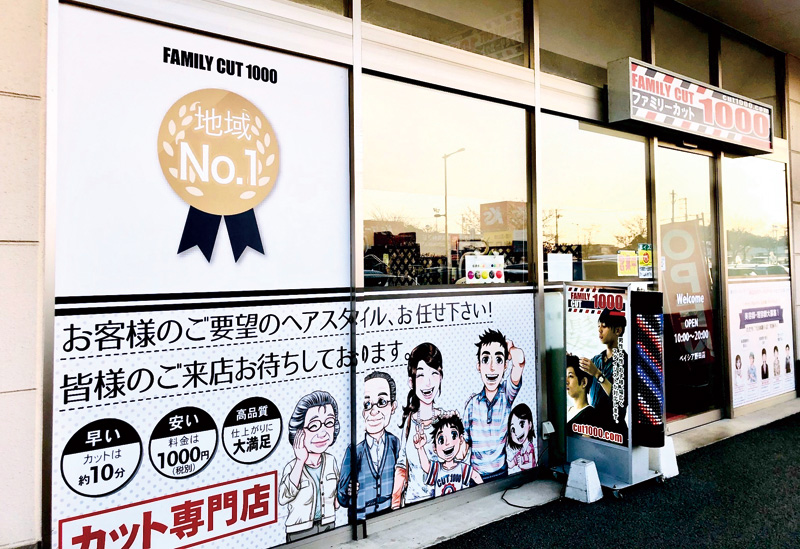 FAMILY CUT 1000
地域
No.1
お客様のご要望のヘアスタイル、お任せ下さい!
皆様のご来店お待ちしております。
早い
カットは
約10分
安い
料金は
1000円
(税別)
高品質
仕上がりに
大満足
カット専門店
CUT 1000
FAMILY CUT
ファミリーカット
1000
cut1000.com
FAMILY
CUT 1000
cut1000.com
OP
Welcome
OPEN
10:00〜20:00